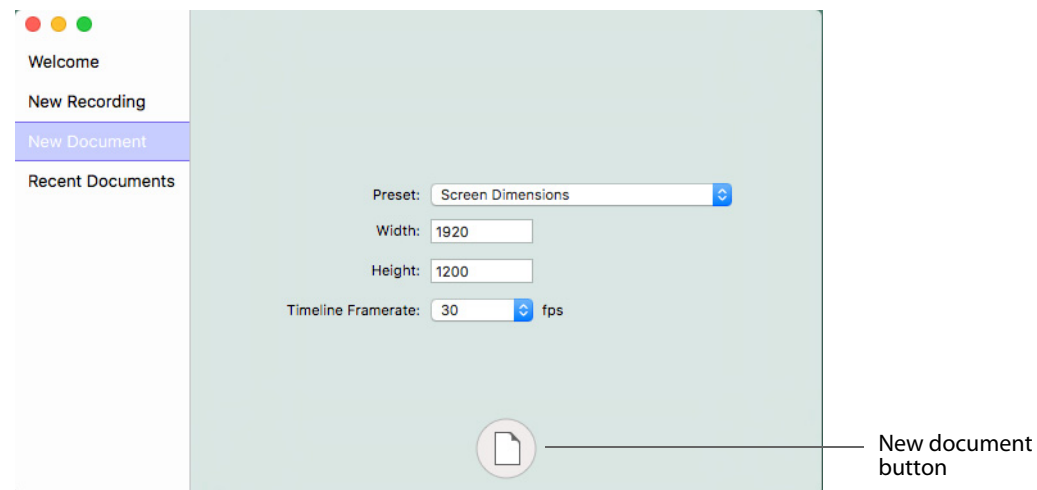 Welcome
New Recording
New Document
Recent Documents
Preset: Screen Dimensions
Width: 1920
Height: 1200
Timeline Framerate: 30 fps
New document
button